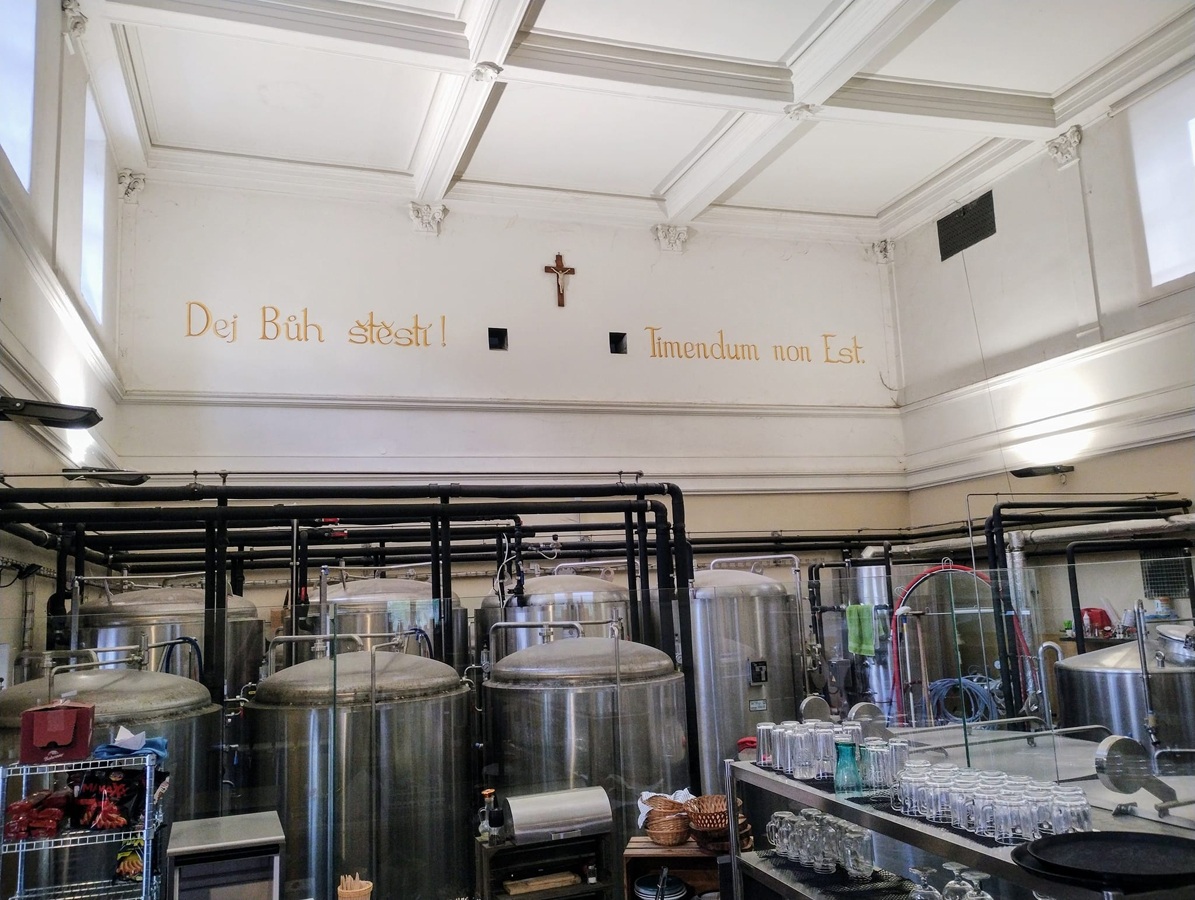 Dej Bůh štěstí!
Timendum non Est.